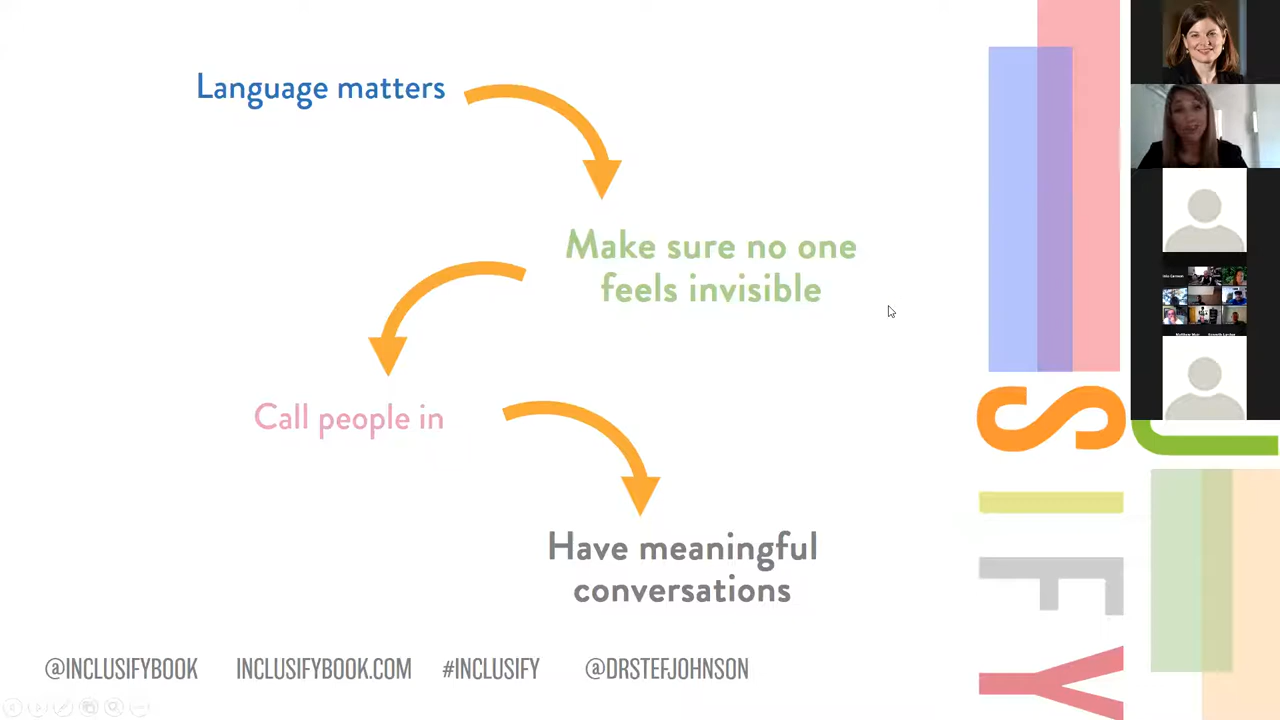 Language matters
Make sure no one
feels invisible
Call people in
Have meaningful
conversations
@INCLUSIFYBOOK INCLUSIFYBOOK.COM #INCLUSIFY @DRSTEFJOHNSON
SIFY